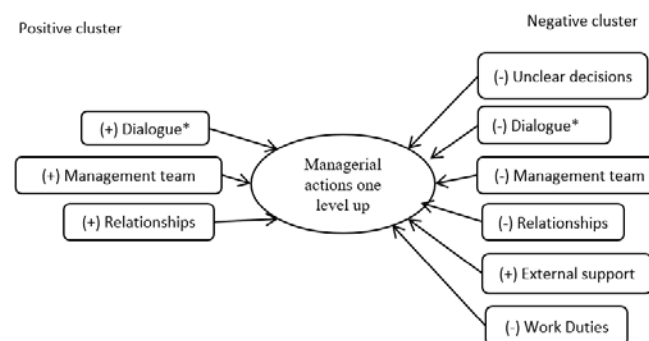 Positive cluster
Negative cluster
(-) Unclear decisions
(+) Dialogue*
(-) Dialogue*
(+) Management team
Managerial
actions one
level up
(-) Management team
(+) Relationships
(-) Relationships
(+) External support
(-) Work Duties